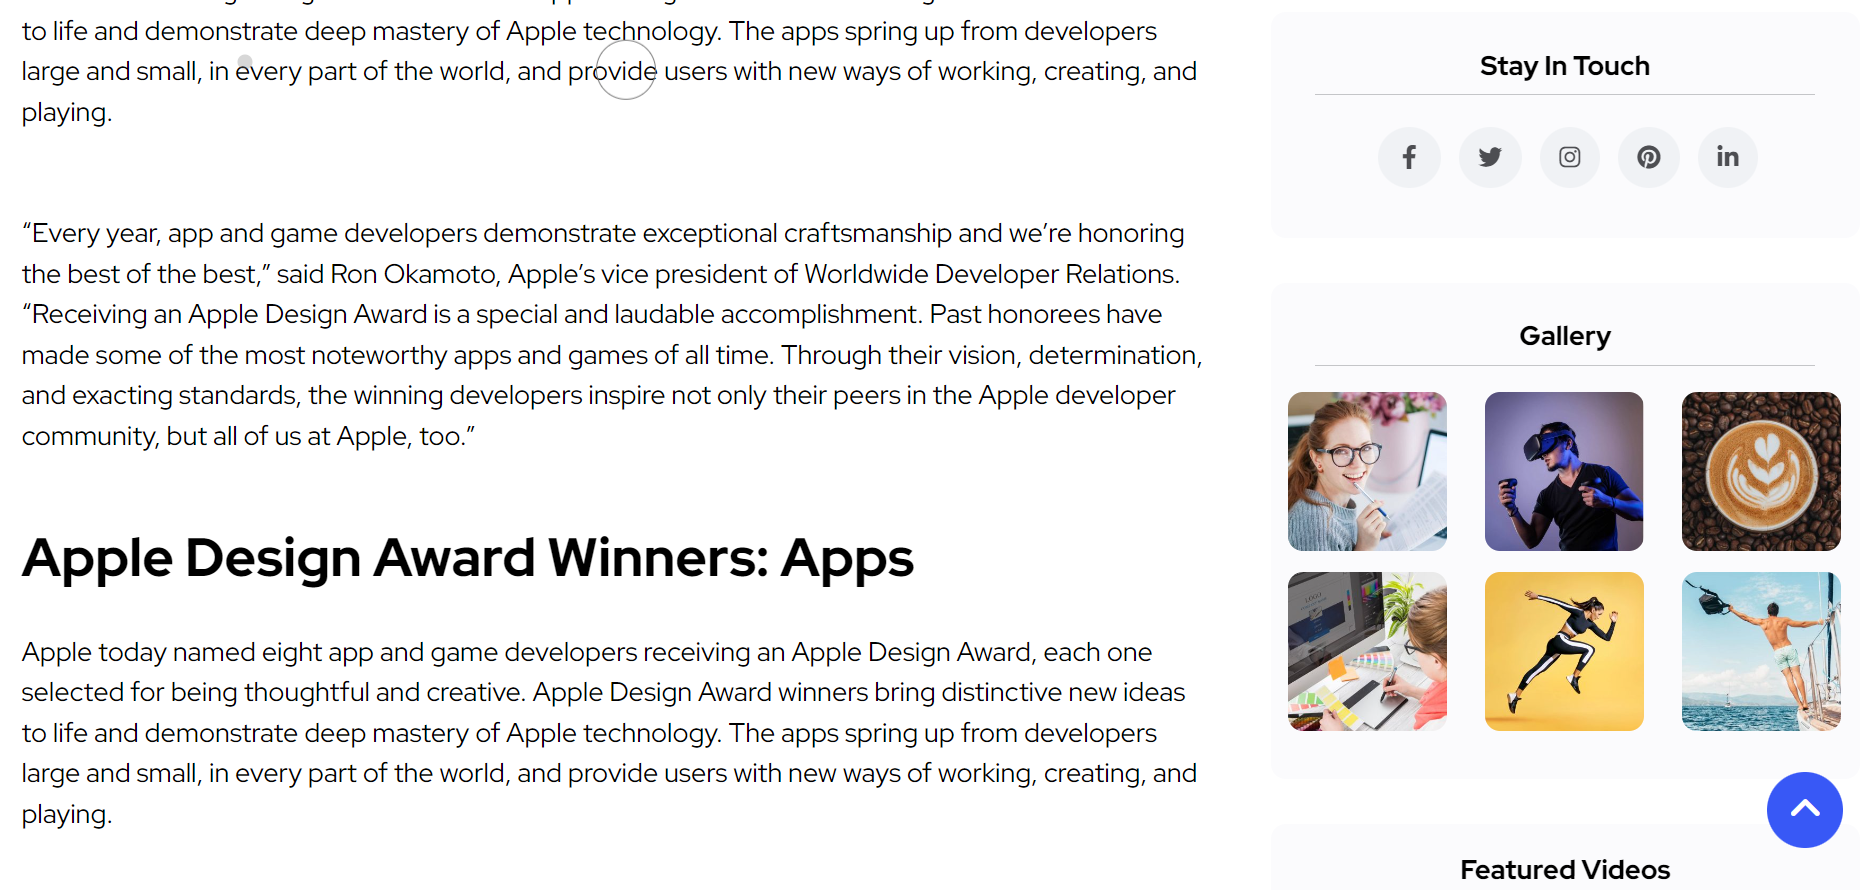 to life and demonstrate deep mastery of Apple technology. The apps spring up from developers
large and small, in every part of the world, and provide users with new ways of working, creating, and
playing.
“Every year, app and game developers demonstrate exceptional craftsmanship and we’re honoring
the best of the best,” said Ron Okamoto, Apple’s vice president of Worldwide Developer Relations.
“Receiving an Apple Design Award is a special and laudable accomplishment. Past honorees have
made some of the most noteworthy apps and games of all time. Through their vision, determination,
and exacting standards, the winning developers inspire not only their peers in the Apple developer
community, but all of us at Apple, too.”
Apple Design Award Winners: Apps
Apple today named eight app and game developers receiving an Apple Design Award, each one
selected for being thoughtful and creative. Apple Design Award winners bring distinctive new ideas
to life and demonstrate deep mastery of Apple technology. The apps spring up from developers
large and small, in every part of the world, and provide users with new ways of working, creating, and
playing.
Stay In Touch
Gallery
LOGO
Featured Videos